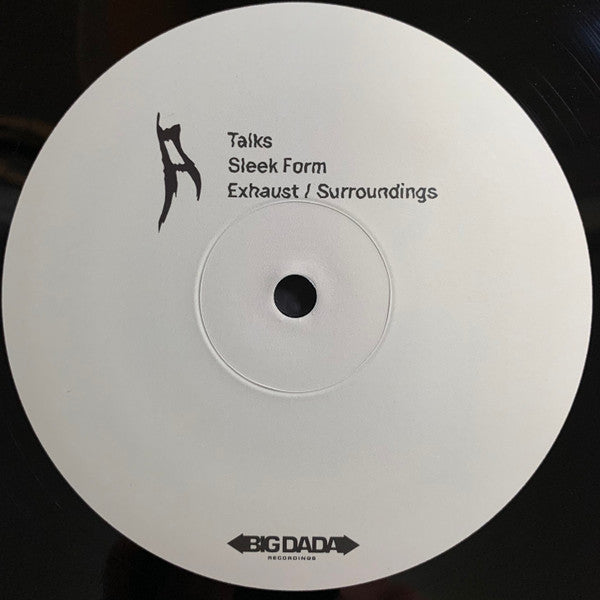 A
Talks
Sleek Form
Exhaust / Surroundings
BIG DADA
RECORDINGS